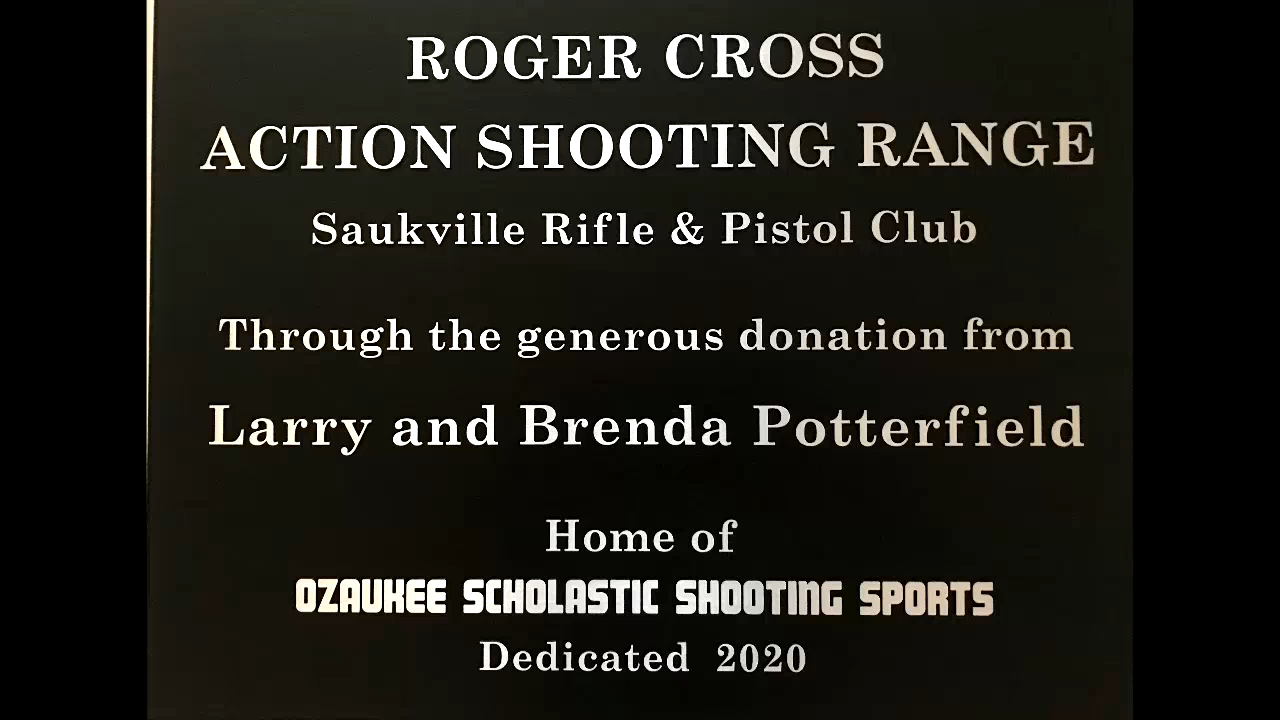 ROGER CROSS
ACTION SHOOTING RANGE
Saukville Rifle & Pistol Club
Through the generous donation from
Larry and Brenda Potterfield
Home of
OZAUKEE SCHOLASTIC SHOOTING SPORTS
Dedicated 2020